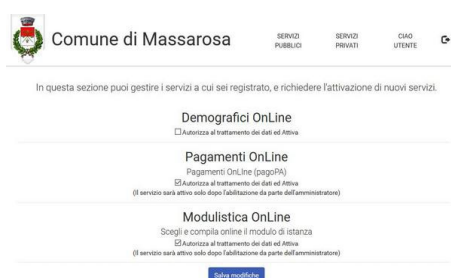 Comune di Massarosa
SERVIZI PUBBLICI
SERVIZI PRIVATI
CIAO UTENTE
In questa sezione puoi gestire i servizi a cui sei registrato, e richiedere l'attivazione di nuovi servizi.
Demografici OnLine
Autorizza al trattamento dei dati ed Attiva
Pagamenti OnLine
Pagamenti OnLIne (pagoPA)
Autorizza al trattamento dei dati ed Attiva
(Il servizio sarà attivo solo dopo l'abilitazione da parte dell'amministratore)
Modulistica OnLine
Scegli e compila online il modulo di istanza
Autorizza al trattamento dei dati ed Attiva
(Il servizio sarà attivo solo dopo l'abilitazione da parte dell'amministratore)
Salva modifiche